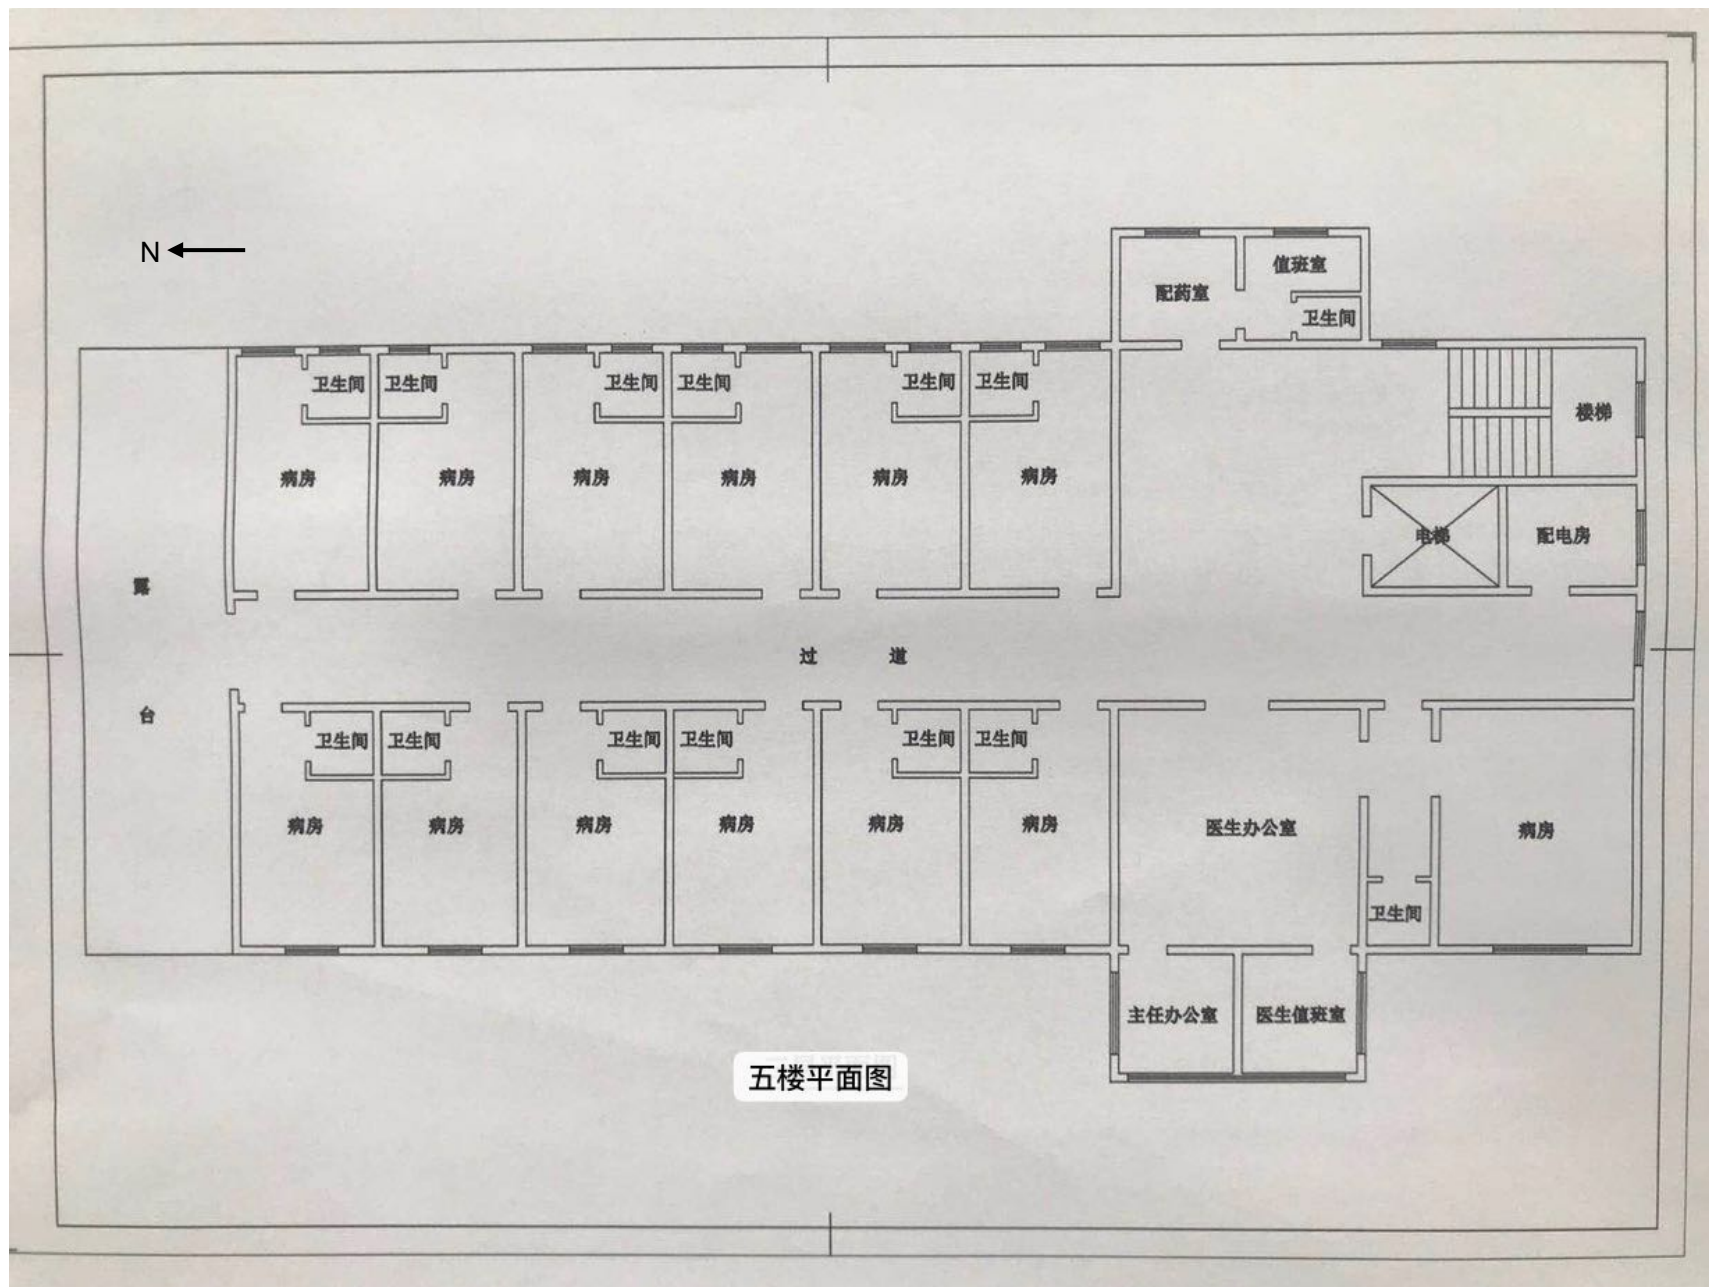 N
值班室
配药室
卫生间
卫生间
卫生间
卫生间
卫生间
卫生间
卫生间
楼梯
病房
病房
病房
病房
病房
病房
电梯
配电房
露
台
过 道
卫生间
卫生间
卫生间
卫生间
卫生间
卫生间
病房
病房
病房
病房
病房
病房
医生办公室
病房
卫生间
主任办公室
医生值班室
五楼平面图